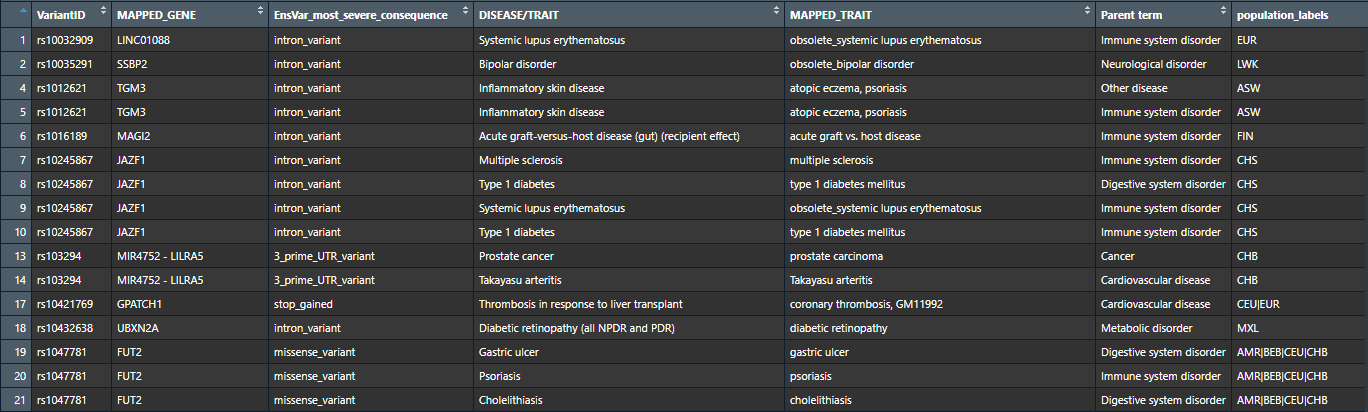 VariantID MAPPED_GENE EnsVar_most_severe_consequence DISEASE/TRAIT MAPPED_TRAIT Parent term population_labels
1 rs10032909 LINC01088 intron_variant Systemic lupus erythematosus obsolete_systemic lupus erythematosus Immune system disorder EUR
2 rs10035291 SSBP2 intron_variant Bipolar disorder obsolete_bipolar disorder Neurological disorder LWK
4 rs1012621 TGM3 intron_variant Inflammatory skin disease atopic eczema, psoriasis Other disease ASW
5 rs1012621 TGM3 intron_variant Inflammatory skin disease atopic eczema, psoriasis Immune system disorder ASW
6 rs1016189 MAGI2 intron_variant Acute graft-versus-host disease (gut) (recipient effect) acute graft vs. host disease Immune system disorder FIN
7 rs10245867 JAZF1 intron_variant Multiple sclerosis multiple sclerosis Immune system disorder CHS
8 rs10245867 JAZF1 intron_variant Type 1 diabetes type 1 diabetes mellitus Digestive system disorder CHS
9 rs10245867 JAZF1 intron_variant Systemic lupus erythematosus obsolete_systemic lupus erythematosus Immune system disorder CHS
10 rs10245867 JAZF1 intron_variant Type 1 diabetes type 1 diabetes mellitus Immune system disorder CHS
13 rs103294 MIR4752 - LILRA5 3_prime_UTR_variant Prostate cancer prostate carcinoma Cancer CHB
14 rs103294 MIR4752 - LILRA5 3_prime_UTR_variant Takayasu arteritis Takayasu arteritis Cardiovascular disease CHB
17 rs10421769 GPATCH1 stop_gained Thrombosis in response to liver transplant coronary thrombosis, GM11992 Cardiovascular disease CEU|EUR
18 rs10432638 UBXN2A intron_variant Diabetic retinopathy (all NPDR and PDR) diabetic retinopathy Metabolic disorder MXL
19 rs1047781 FUT2 missense_variant Gastric ulcer gastric ulcer Digestive system disorder AMR|BEB|CEU|CHB
20 rs1047781 FUT2 missense_variant Psoriasis psoriasis Immune system disorder AMR|BEB|CEU|CHB
21 rs1047781 FUT2 missense_variant Cholelithiasis cholelithiasis Digestive system disorder AMR|BEB|CEU|CHB